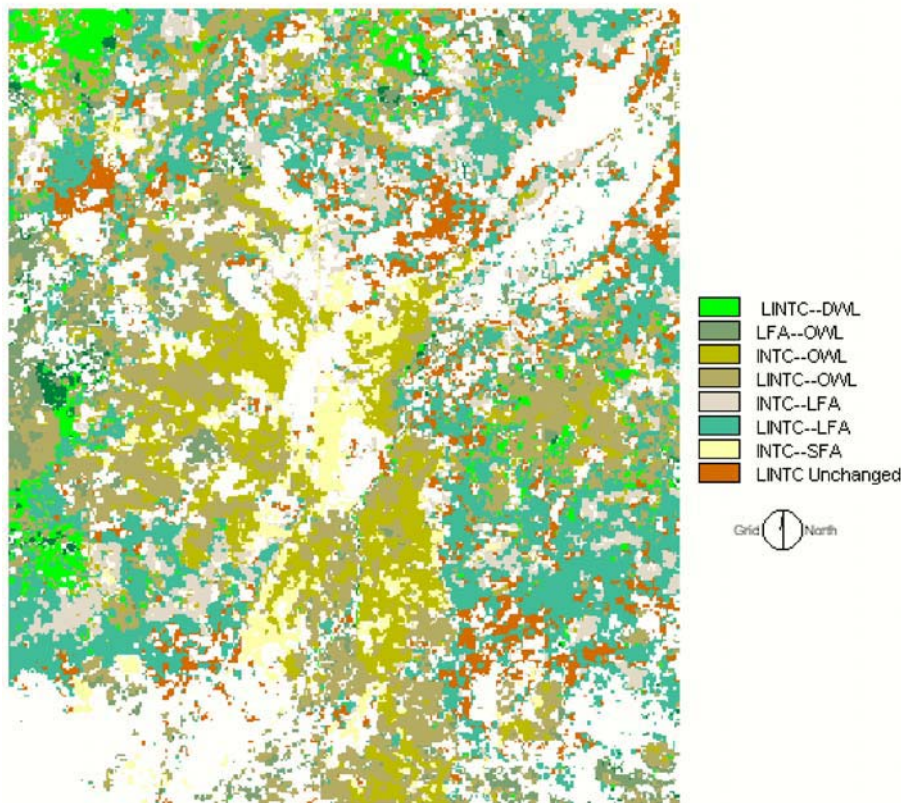 LINTC--DWL
LFA--OWL
INTC--OWL
LINTC--OWL
INTC--LFA
LINTC--LFA
INTC--SFA
LINTC Unchanged
Grid North